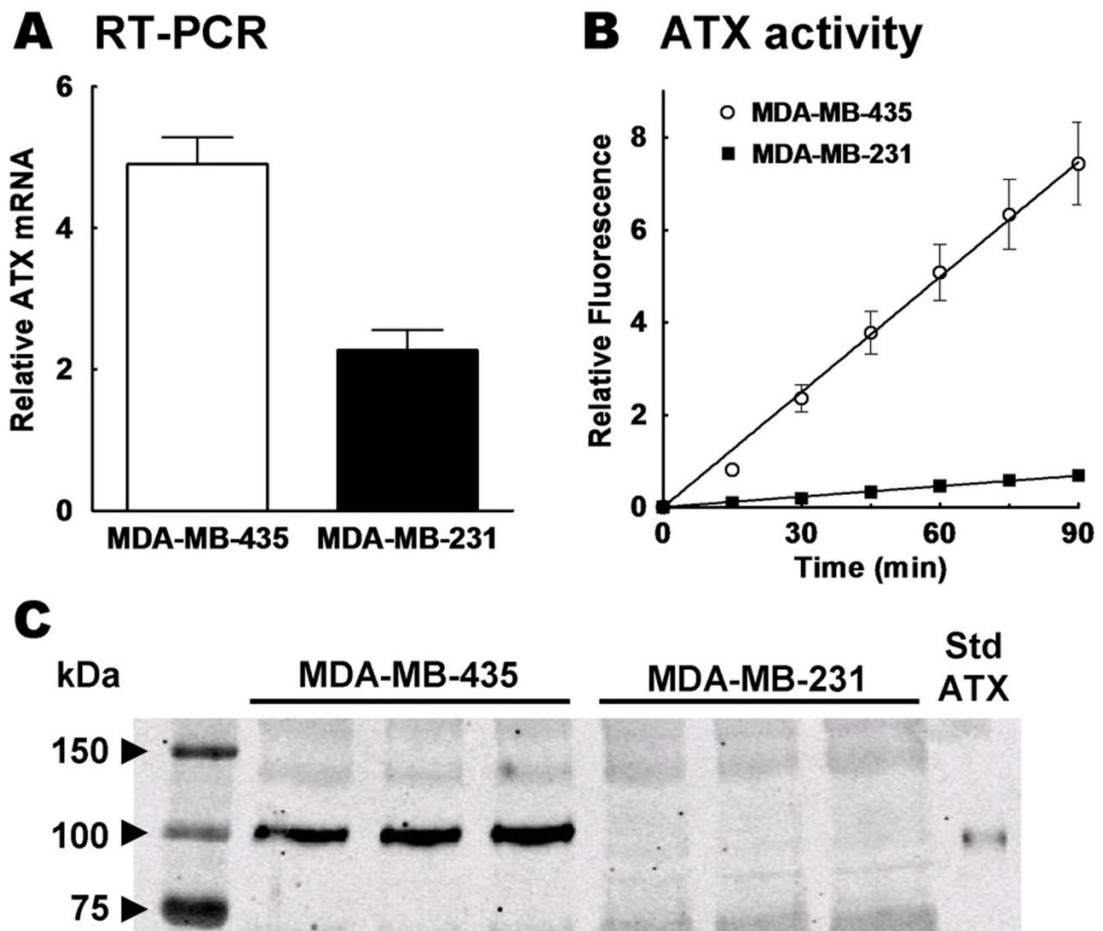 A RT-PCR
6
4
2
0
Relative ATX mRNA
MDA-MB-435 MDA-MB-231
B ATX activity
MDA-MB-435
MDA-MB-231
8
6
4
2
0
Relative Fluorescence
0 30 60 90
Time (min)
C
kDa
MDA-MB-435
MDA-MB-231
Std
ATX
150
100
75